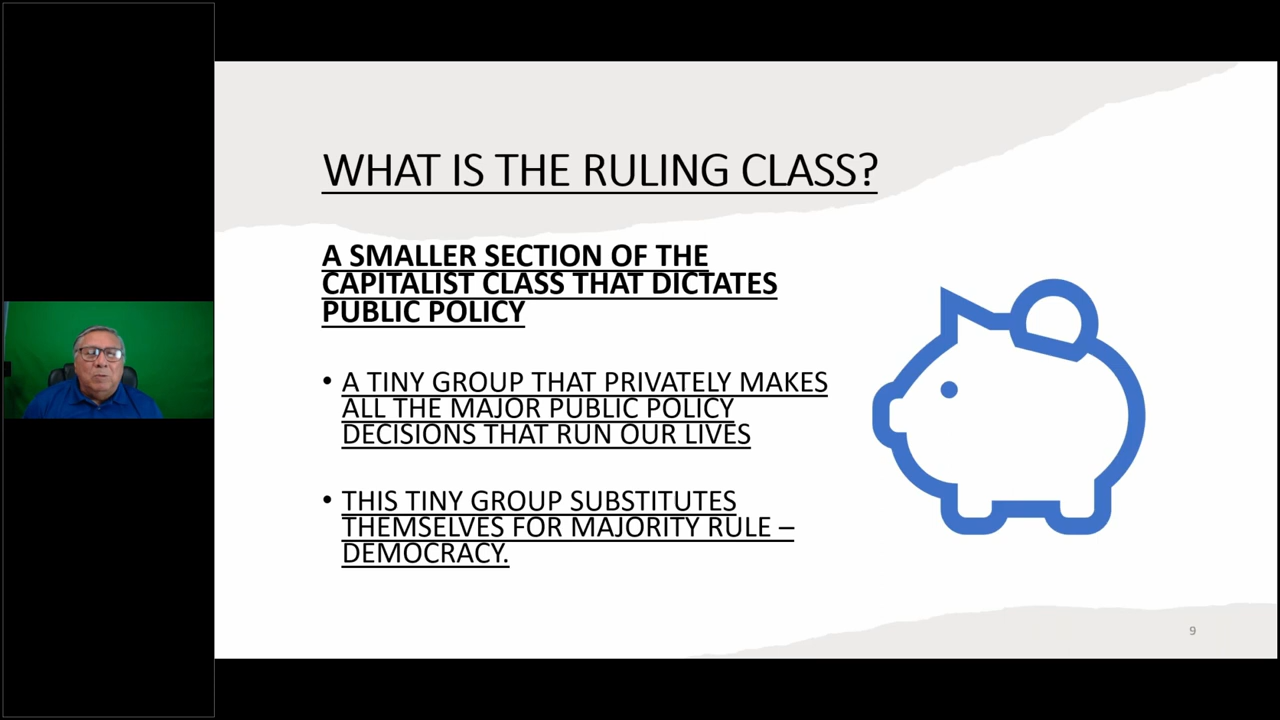 WHAT IS THE RULING CLASS?
A SMALLER SECTION OF THE
CAPITALIST CLASS THAT DICTATES
PUBLIC POLICY
• A TINY GROUP THAT PRIVATELY MAKES
ALL THE MAJOR PUBLIC POLICY
DECISIONS THAT RUN OUR LIVES
• THIS TINY GROUP SUBSTITUTES
THEMSELVES FOR MAJORITY RULE –
DEMOCRACY.
9